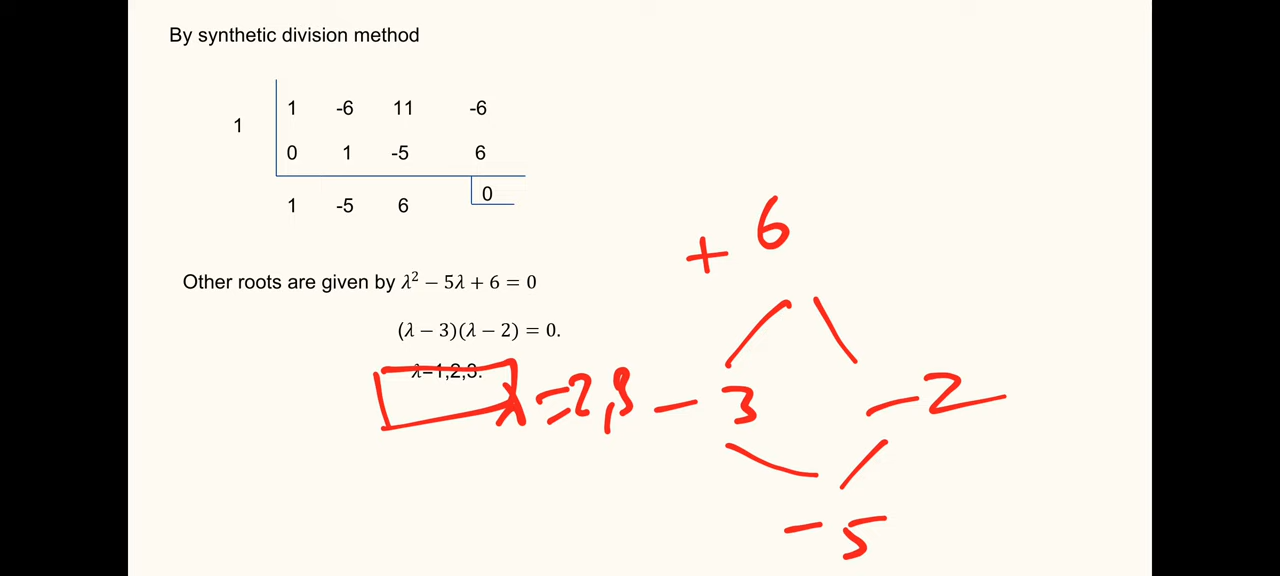 By synthetic division method
1 -6 11 -6
1
0 1 -5 6
0
1 -5 6
+ 6
Other roots are given by λ² − 5λ + 6 = 0
(λ − 3)(λ − 2) = 0.
λ=1,2,3.
λ = 2,3 - 3 - 2
- 5